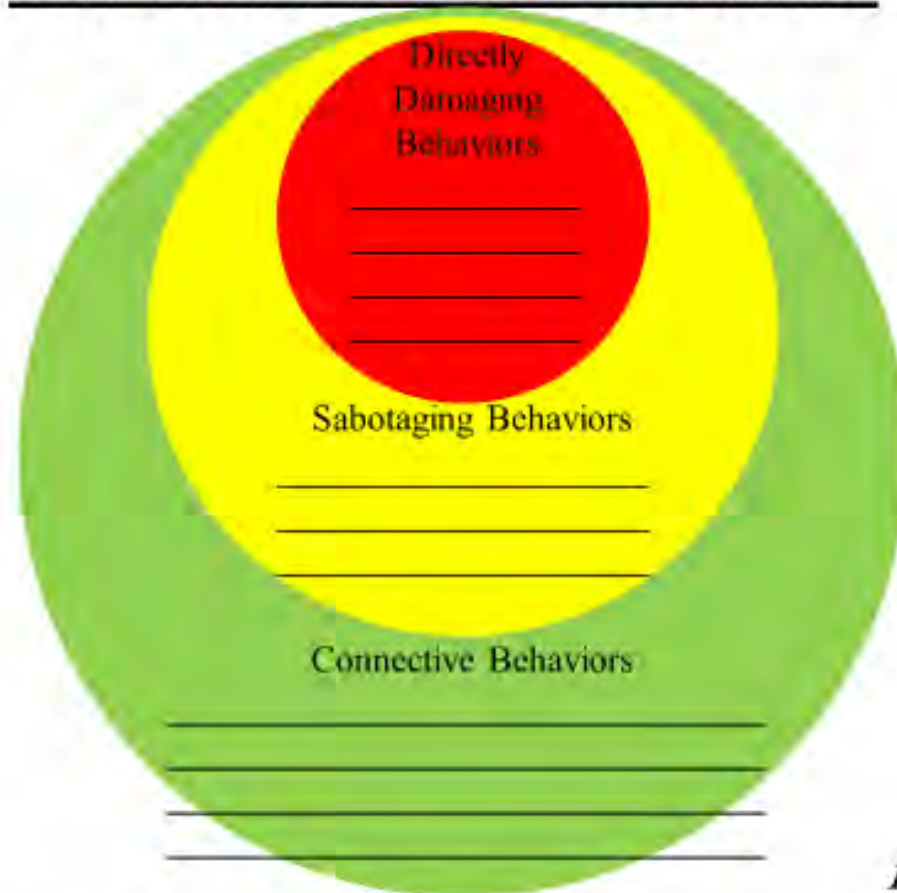 Directly
Damaging
Behaviors
Sabotaging Behaviors
Connective Behaviors